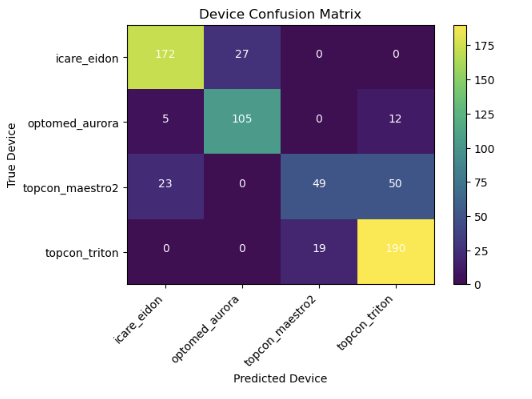 Device Confusion Matrix
True Device
icare_eidon 172 27 0 0
optomed_aurora 5 105 0 12
topcon_maestro2 23 0 49 50
topcon_triton 0 0 19 190
icare_eidon optomed_aurora topcon_maestro2 topcon_triton
Predicted Device
175
150
125
100
75
50
25
0